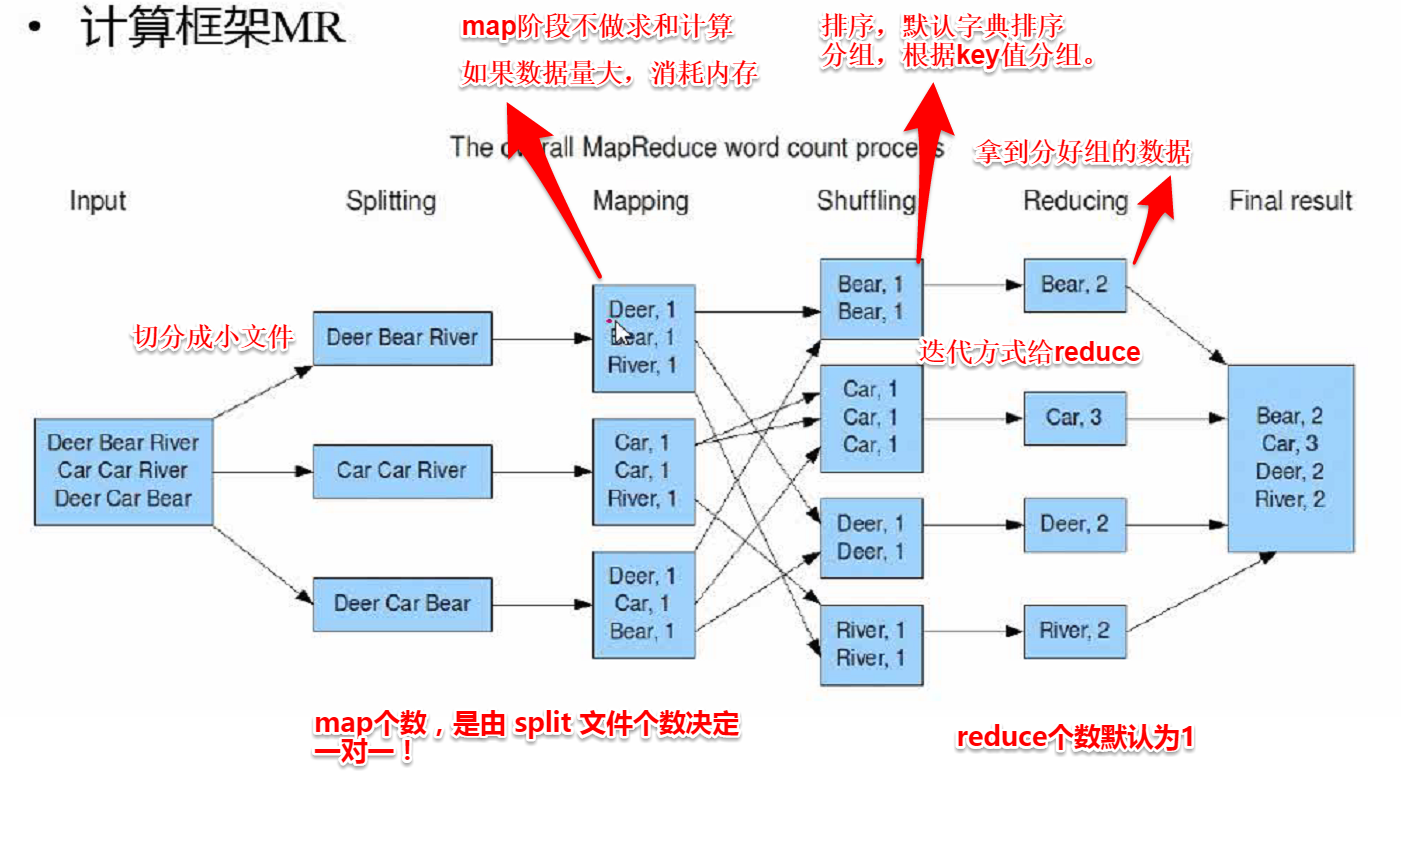 • 计算框架MR
map阶段不做求和计算
如果数据量大，消耗内存
排序，默认字典排序
分组，根据key值分组。
The overall MapReduce word count process
拿到分好组的数据
Input
Splitting
Mapping
Shuffling
Reducing
Final result
切分成小文件
Deer Bear River
Car Car River
Deer Car Bear
Deer Bear River
Car Car River
Deer Car Bear
Deer, 1
Bear, 1
River, 1
Car, 1
Car, 1
River, 1
Deer, 1
Car, 1
Bear, 1
Bear, 1
Bear, 1
迭代方式给reduce
Car, 1
Car, 1
Car, 1
Deer, 1
Deer, 1
River, 1
River, 1
Bear, 2
Car, 3
Deer, 2
River, 2
Bear, 2
Car, 3
Deer, 2
River, 2
map个数，是由 split 文件个数决定
一对一！
reduce个数默认为1